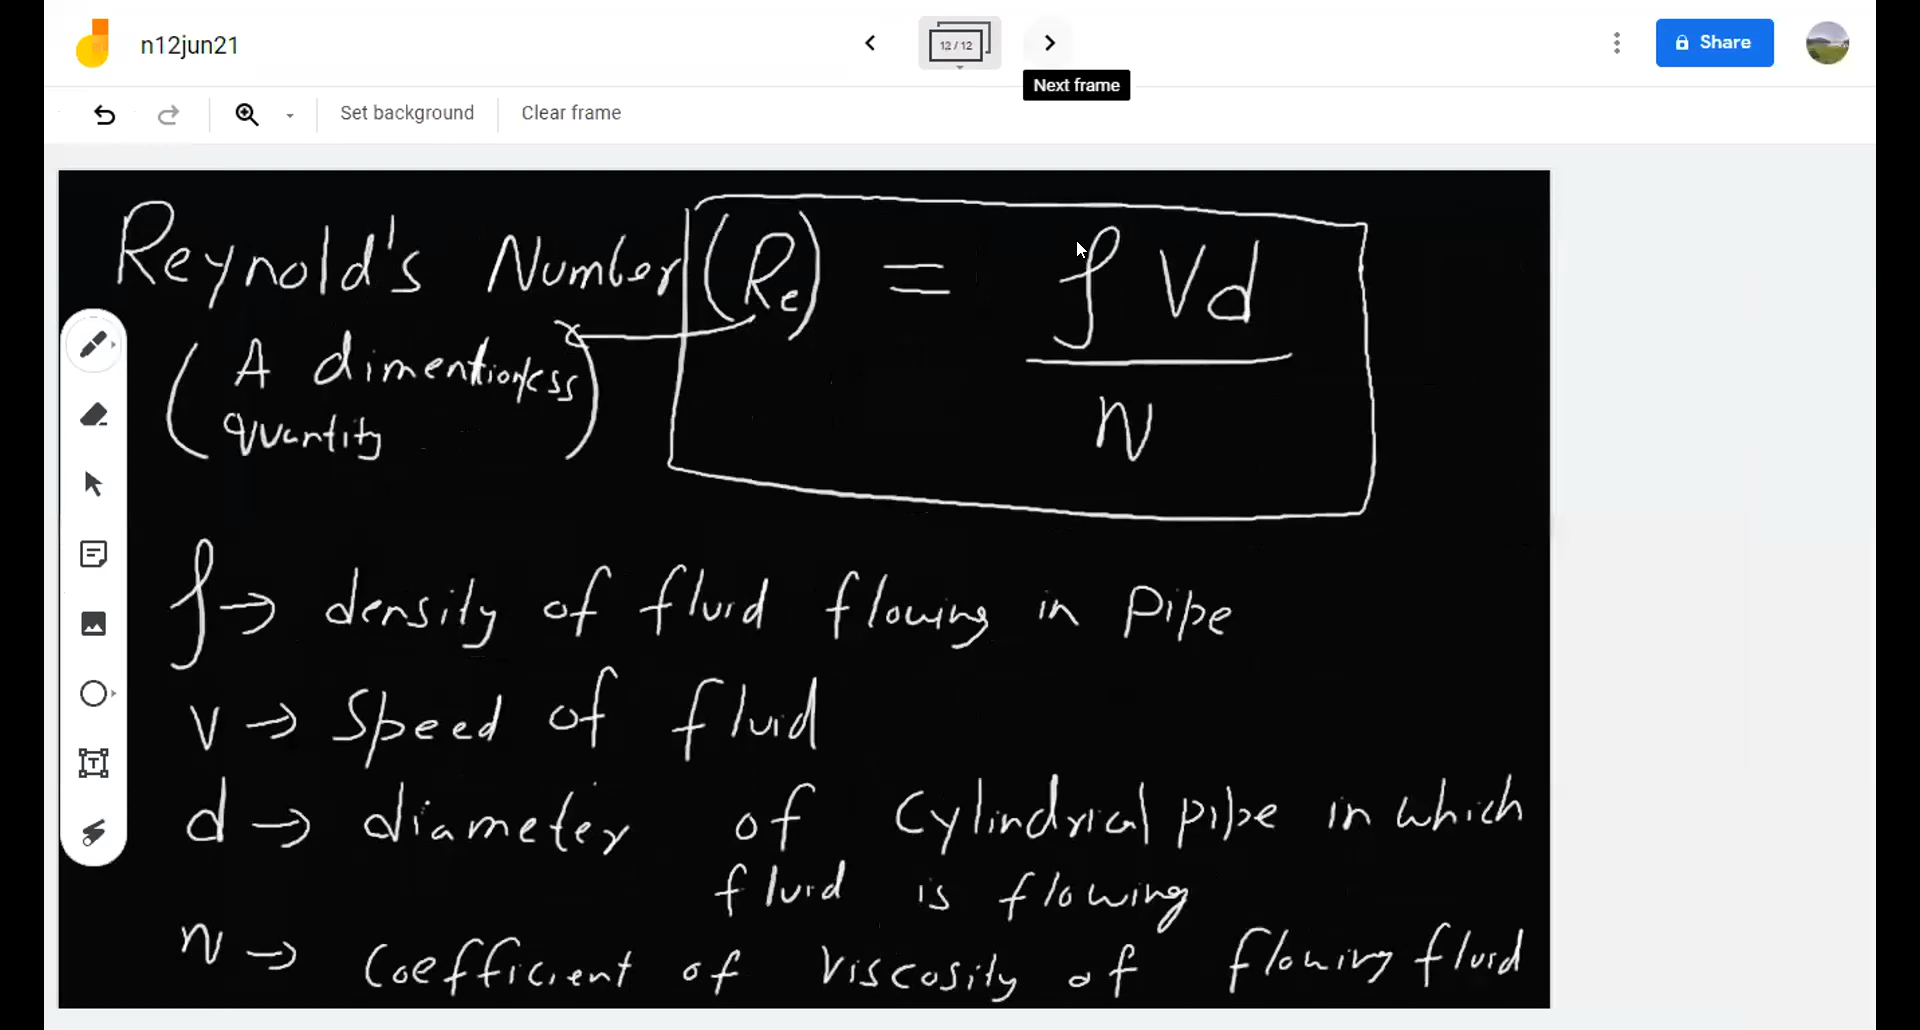 n12jun21
12 / 12
Share
Next frame
Set background
Clear frame
Reynold's Number (Re) = ρVd
η
(A dimentionless
quantity)
ρ → density of fluid flowing in pipe
v → Speed of fluid
d → diameter of Cylindrical pipe in which
fluid is flowing
η → Coefficient of viscosity of flowing fluid